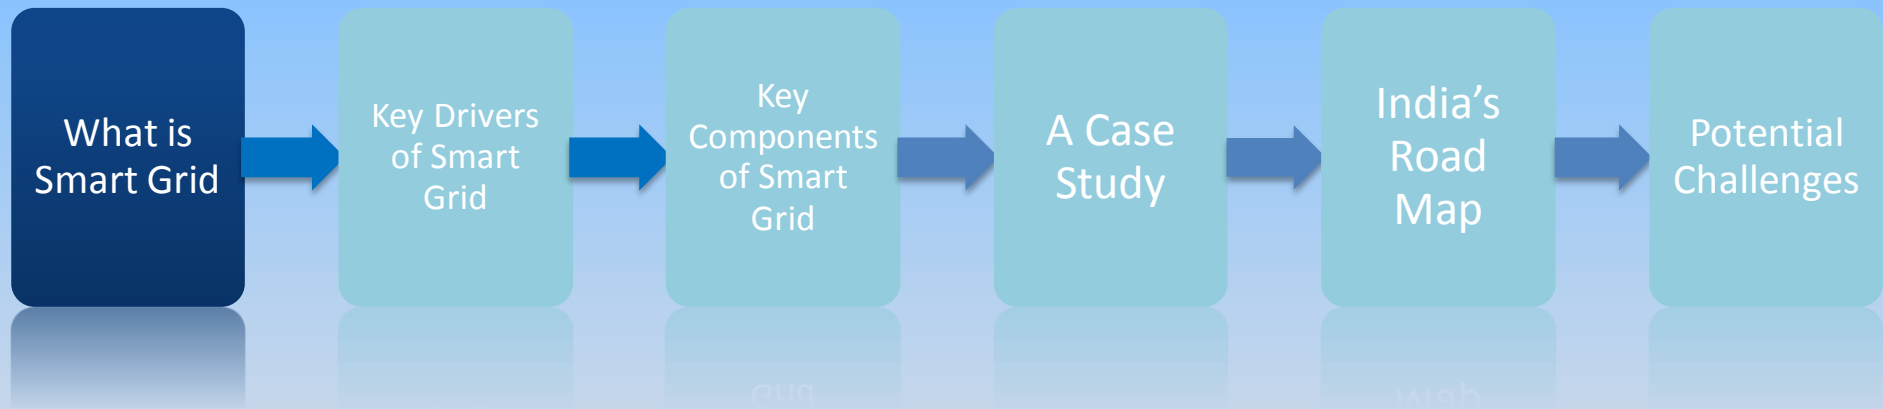 What is
Smart Grid
Key Drivers
of Smart
Grid
Key
Components
of Smart
Grid
A Case
Study
India’s
Road
Map
Potential
Challenges